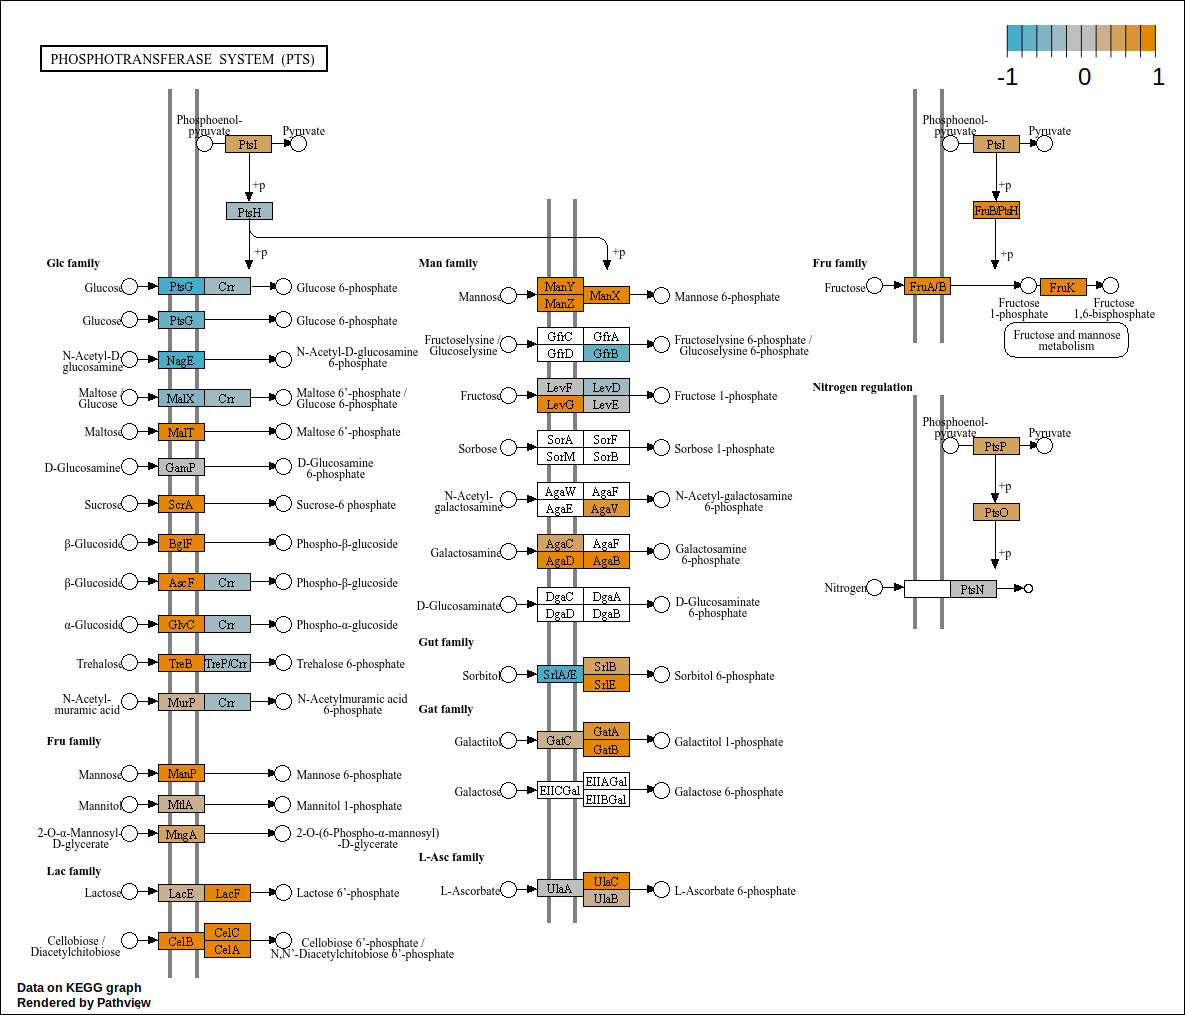 PHOSPHOTRANSFERASE SYSTEM (PTS)
-1 0 1
Phosphoenol-
pyruvate
PtsI
Pyruvate
+p
PtsH
+p
+p
Glc family
Glucose
PtsG Crr
Glucose 6-phosphate
Glucose
PtsG
Glucose 6-phosphate
N-Acetyl-D-
glucosamine
NagE
N-Acetyl-D-glucosamine
6-phosphate
Maltose /
Glucose
MalX Crr
Maltose 6’-phosphate /
Glucose 6-phosphate
Maltose
MalT
Maltose 6’-phosphate
D-Glucosamine
GamP
D-Glucosamine
6-phosphate
Sucrose
ScrA
Sucrose-6 phosphate
β-Glucoside
BglF
Phospho-β-glucoside
β-Glucoside
AscF Crr
Phospho-β-glucoside
α-Glucoside
GlvC Crr
Phospho-α-glucoside
Trehalose
TreB TreP/Crr
Trehalose 6-phosphate
N-Acetyl-
muramic acid
MurP Crr
N-Acetylmuramic acid
6-phosphate
Fru family
Mannose
ManP
Mannose 6-phosphate
Mannitol
MtlA
Mannitol 1-phosphate
2-O-α-Mannosyl-
D-glycerate
MngA
2-O-(6-Phospho-α-mannosyl)
-D-glycerate
Lac family
Lactose
LacE LacF
Lactose 6’-phosphate
Cellobiose /
Diacetylchitobiose
CelB
CelC
CelA
Cellobiose 6’-phosphate /
N,N’-Diacetylchitobiose 6’-phosphate
Man family
Mannose
ManY
ManZ
ManX
Mannose 6-phosphate
Fructoselysine /
Glucoselysine
GfrC GfrA
GfrD GfrB
Fructoselysine 6-phosphate /
Glucoselysine 6-phosphate
Fructose
LevF LevD
LevG LevE
Fructose 1-phosphate
Sorbose
SorA SorF
SorM SorB
Sorbose 1-phosphate
N-Acetyl-
galactosamine
AgaW AgaF
AgaE AgaV
N-Acetyl-galactosamine
6-phosphate
Galactosamine
AgaC AgaF
AgaD AgaB
Galactosamine
6-phosphate
D-Glucosaminate
DgaC DgaA
DgaD DgaB
D-Glucosaminate
6-phosphate
Gut family
Sorbitol
SrlA/E
SrlB
SrlE
Sorbitol 6-phosphate
Gat family
Galactitol
GatC
GatA
GatB
Galactitol 1-phosphate
Galactose
EIICGal
EIIAGal
EIIBGal
Galactose 6-phosphate
L-Asc family
L-Ascorbate
UlaA
UlaC
UlaB
L-Ascorbate 6-phosphate
Phosphoenol-
pyruvate
PtsI
Pyruvate
+p
FruB/PtsH
+p
Fru family
Fructose
FruA/B
FruK
Fructose
1-phosphate
Fructose
1,6-bisphosphate
Fructose and mannose
metabolism
Nitrogen regulation
Phosphoenol-
pyruvate
PtsP
Pyruvate
+p
PtsO
+p
Nitrogen
PtsN
Data on KEGG graph
Rendered by Pathview